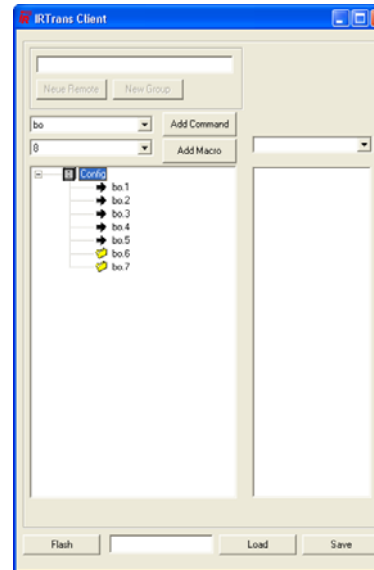 IRTrans Client
Neue Remote New Group
bo Add Command
8 Add Macro
Config
bo.1
bo.2
bo.3
bo.4
bo.5
bo.6
bo.7
Flash Load Save